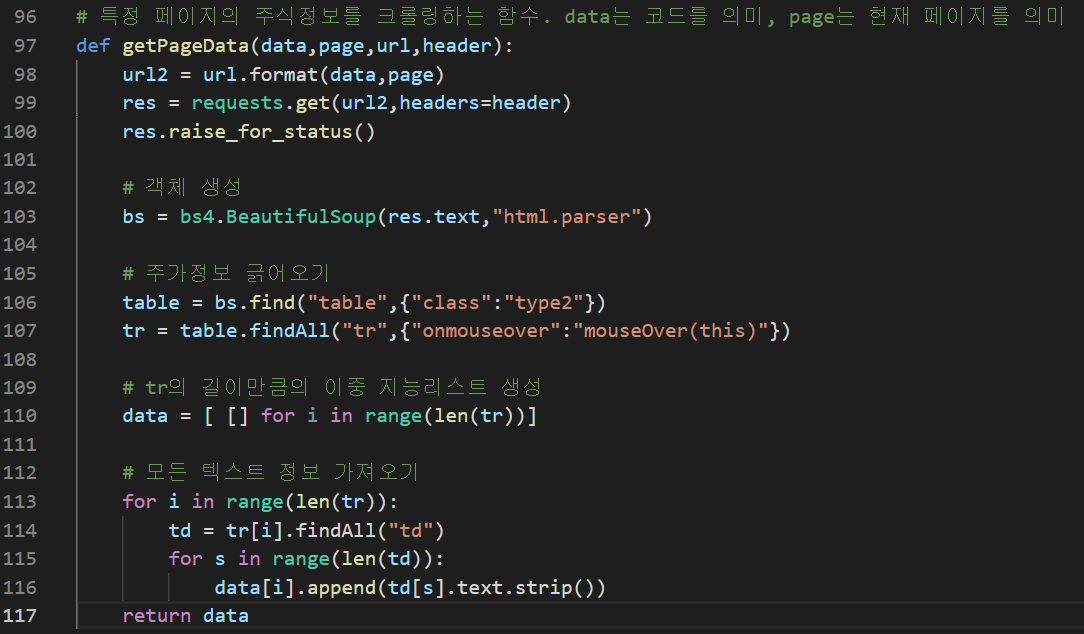 96 # 특정 페이지의 주식정보를 크롤링하는 함수. data는 코드를 의미, page는 현재 페이지를 의미
97 def getPageData(data,page,url,header):
98     url2 = url.format(data,page)
99     res = requests.get(url2,headers=header)
100     res.raise_for_status()
101
102     # 객체 생성
103     bs = bs4.BeautifulSoup(res.text,"html.parser")
104
105     # 주가정보 긁어오기
106     table = bs.find("table",{"class":"type2"})
107     tr = table.findAll("tr",{"onmouseover":"mouseOver(this)"})
108
109     # tr의 길이만큼의 이중 지능리스트 생성
110     data = [ [] for i in range(len(tr))]
111
112     # 모든 텍스트 정보 가져오기
113     for i in range(len(tr)):
114         td = tr[i].findAll("td")
115         for s in range(len(td)):
116             data[i].append(td[s].text.strip())
117     return data